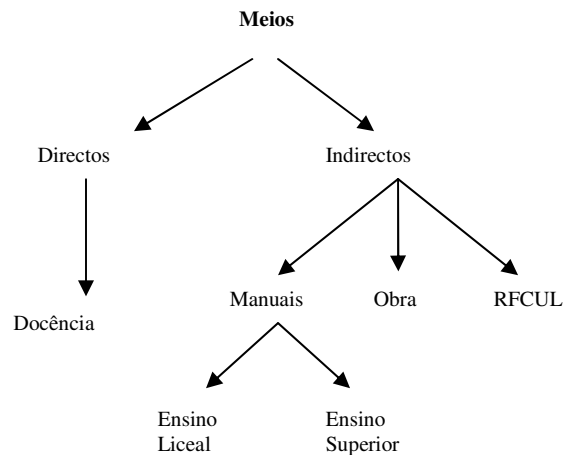 Meios
Directos
Indirectos
Manuais
Obra
RFCUL
Docência
Ensino
Liceal
Ensino
Superior